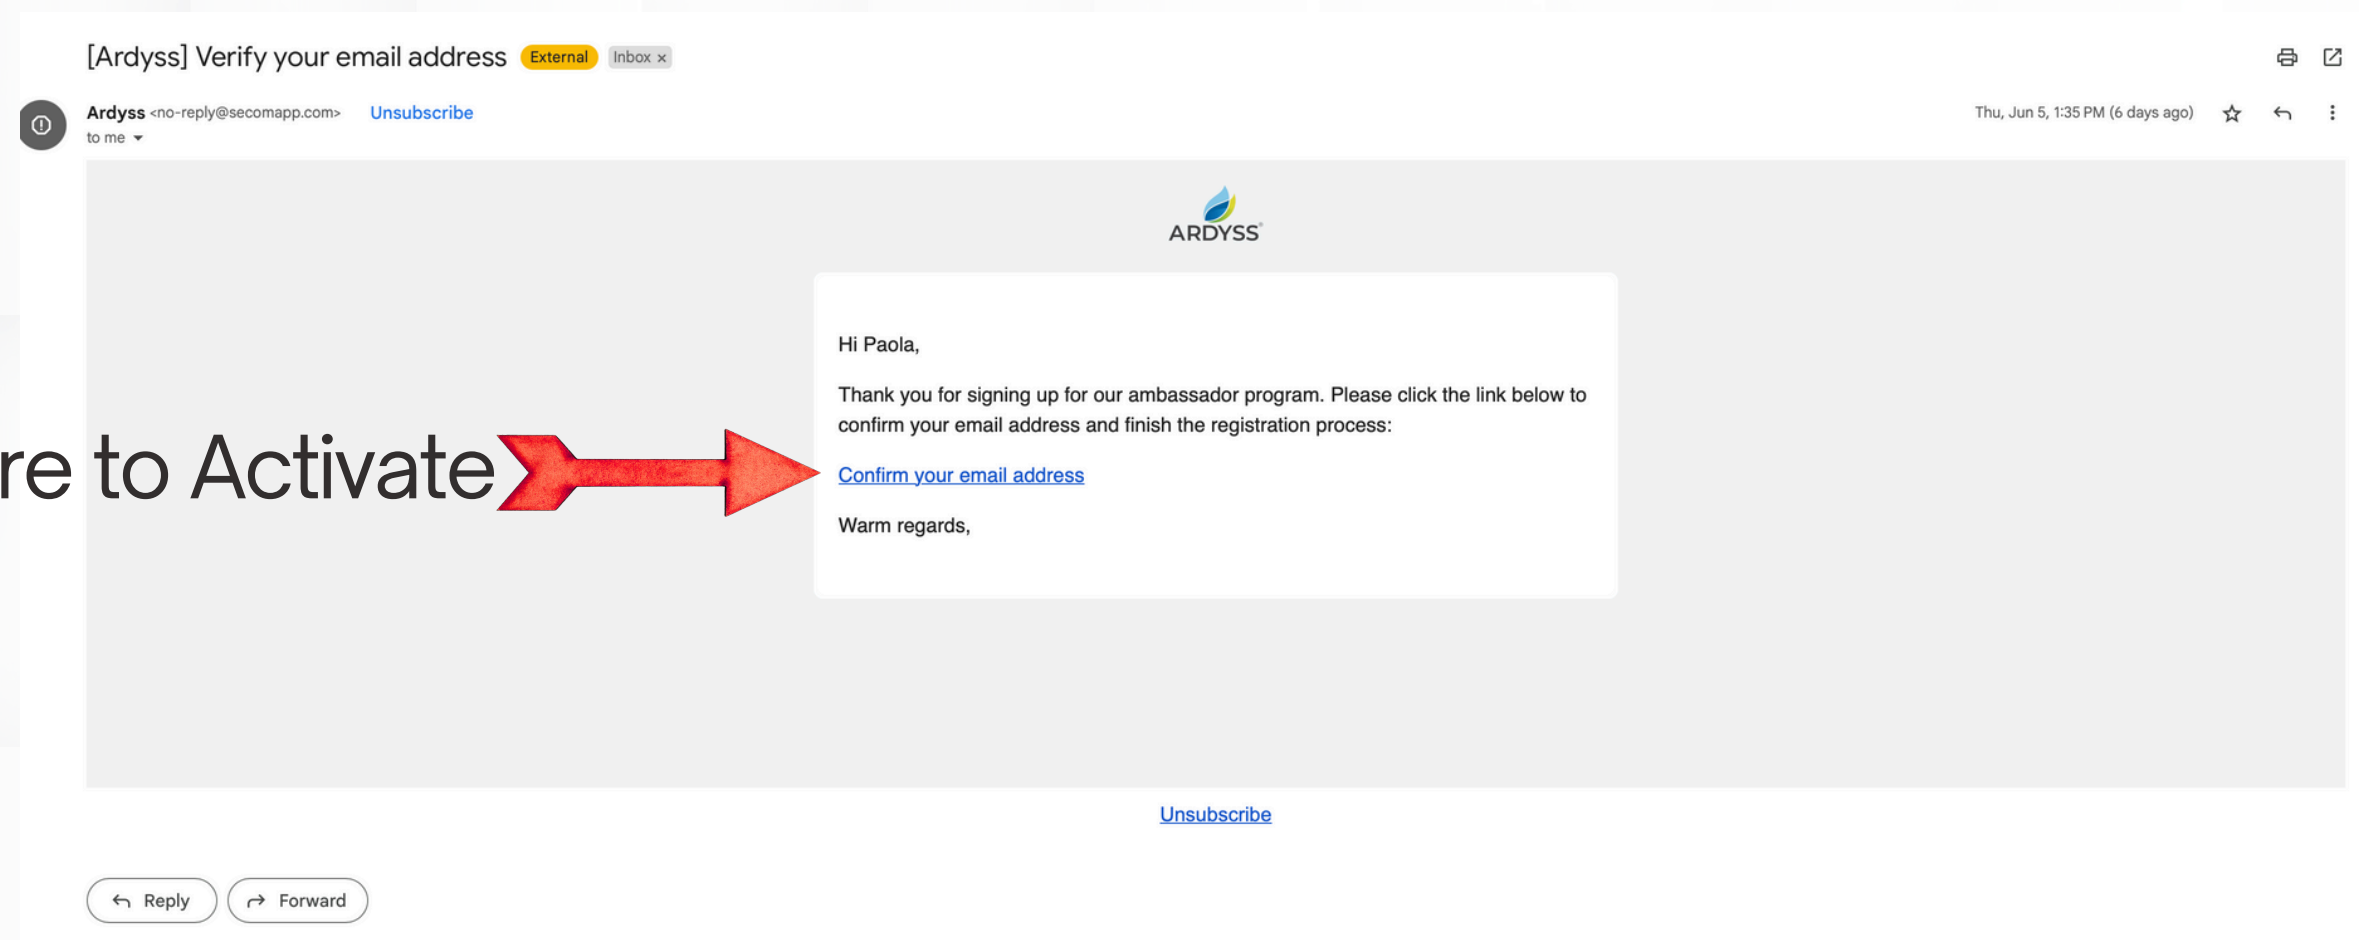 [Ardyss] Verify your email address External Inbox x
Ardyss <no-reply@secomapp.com> Unsubscribe
Thu, Jun 5, 1:35 PM (6 days ago)
to me
ARDYSS
Hi Paola,
Thank you for signing up for our ambassador program. Please click the link below to
confirm your email address and finish the registration process:
re to Activate
Confirm your email address
Warm regards,
Unsubscribe
Reply Forward